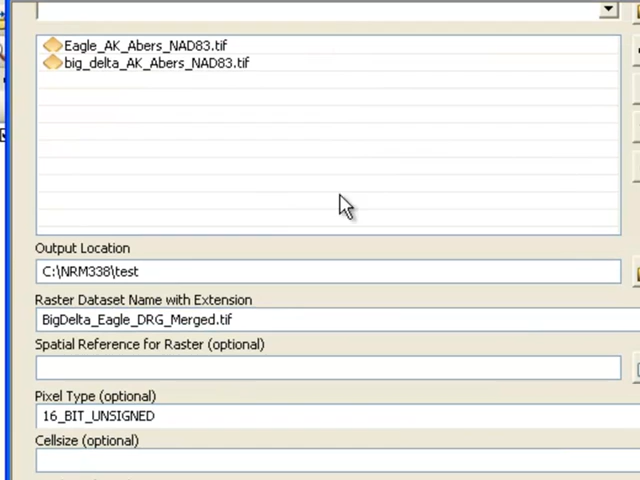 Eagle_AK_Abers_NAD83.tif
big_delta_AK_Abers_NAD83.tif
Output Location
C:\NRM338\test
Raster Dataset Name with Extension
BigDelta_Eagle_DRG_Merged.tif
Spatial Reference for Raster (optional)
Pixel Type (optional)
16_BIT_UNSIGNED
Cellsize (optional)